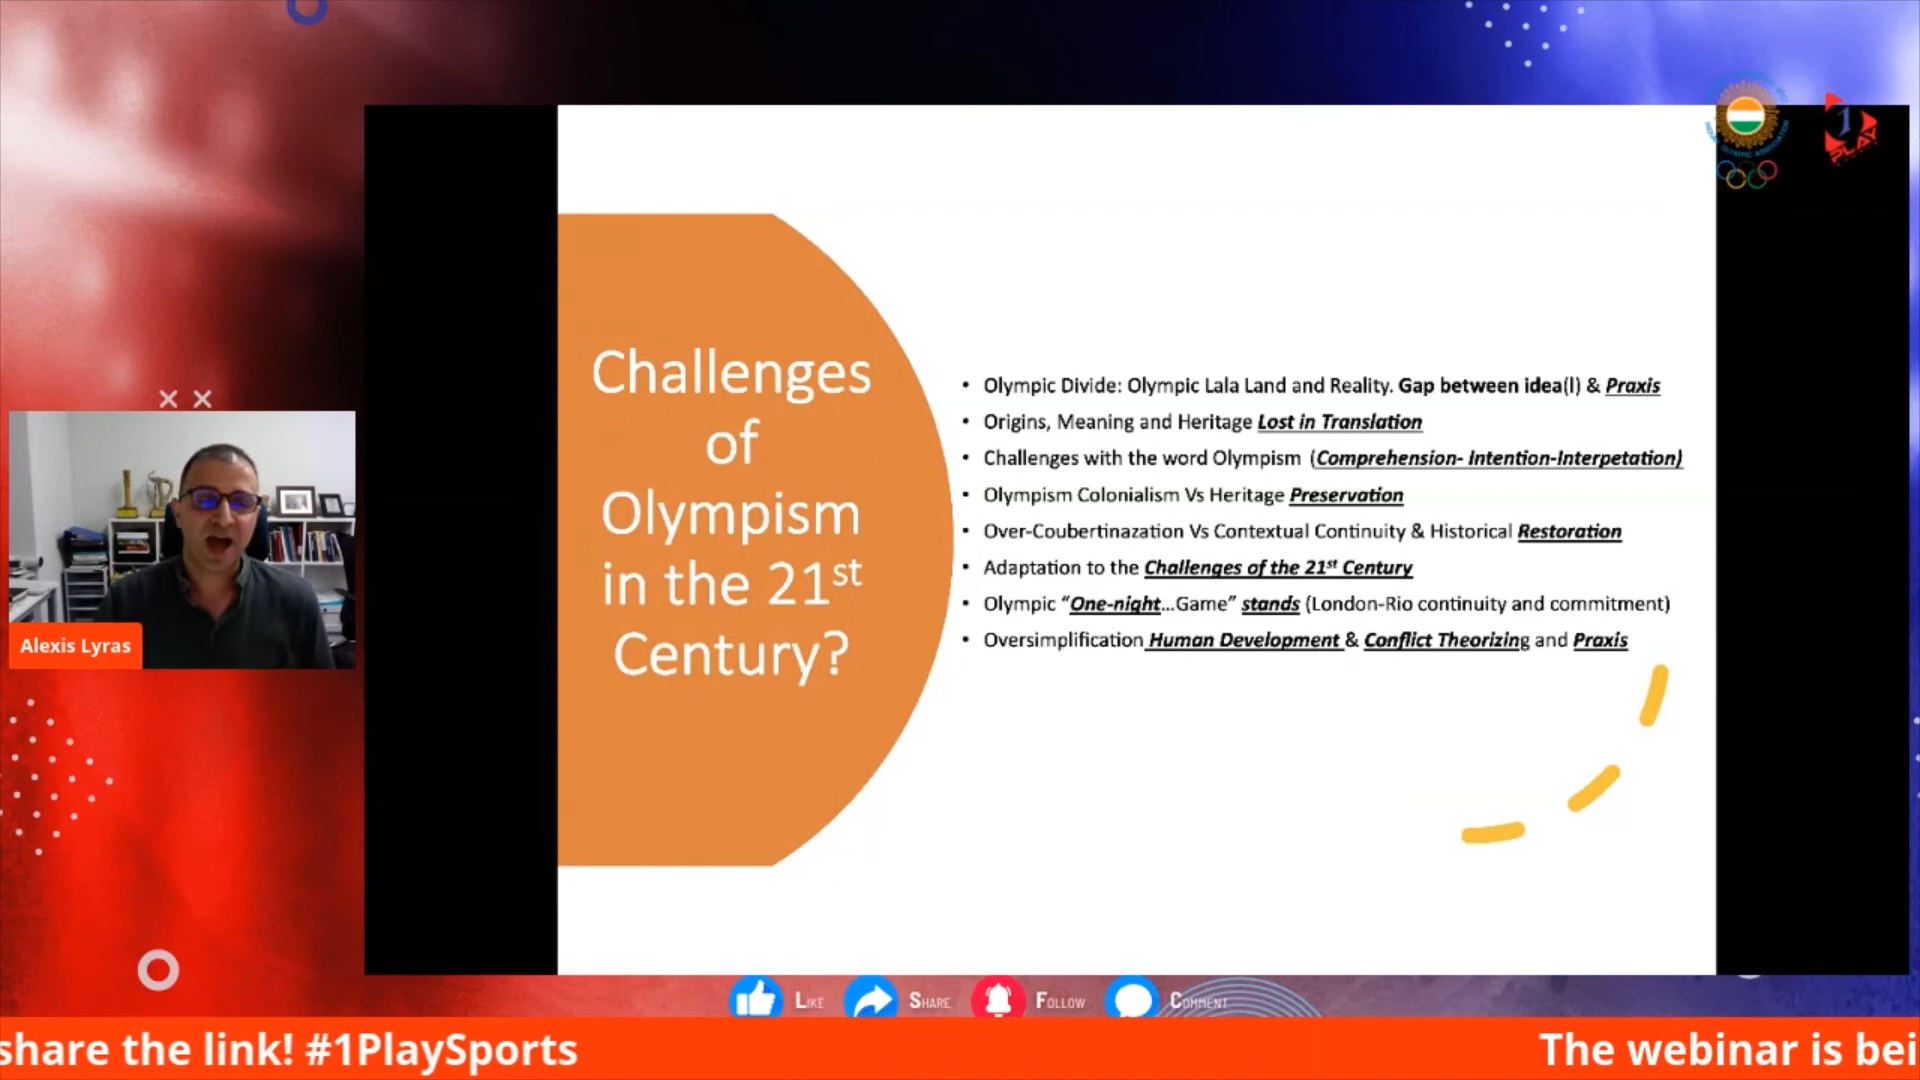 1
PLAY
Challenges
of
Olympism
in the 21st
Century?
• Olympic Divide: Olympic Lala Land and Reality. Gap between idea(l) & Praxis
• Origins, Meaning and Heritage Lost in Translation
• Challenges with the word Olympism (Comprehension- Intention-Interpetation)
• Olympism Colonialism Vs Heritage Preservation
• Over-Coubertinazation Vs Contextual Continuity & Historical Restoration
• Adaptation to the Challenges of the 21st Century
• Olympic “One-night...Game” stands (London-Rio continuity and commitment)
• Oversimplification Human Development & Conflict Theorizing and Praxis
Alexis Lyras
LIKE SHARE FOLLOW COMMENT
share the link! #1PlaySports
The webinar is bei